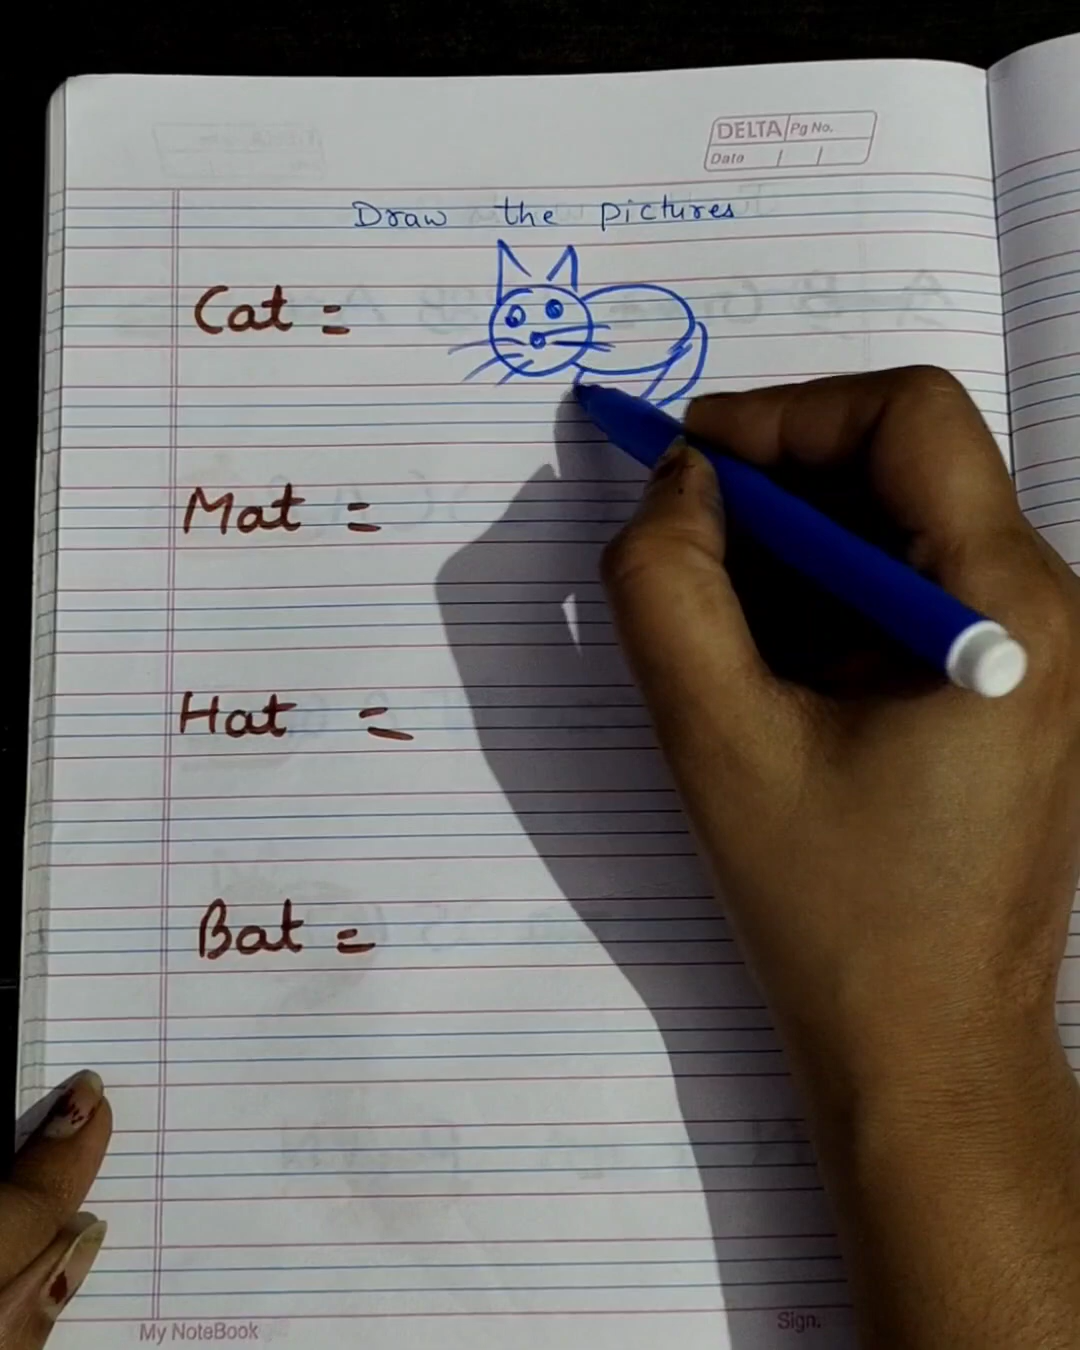 DELTA Pg No.
Date / /
Draw the pictures
Cat =
Mat =
Hat =
Bat =
My NoteBook Sign.